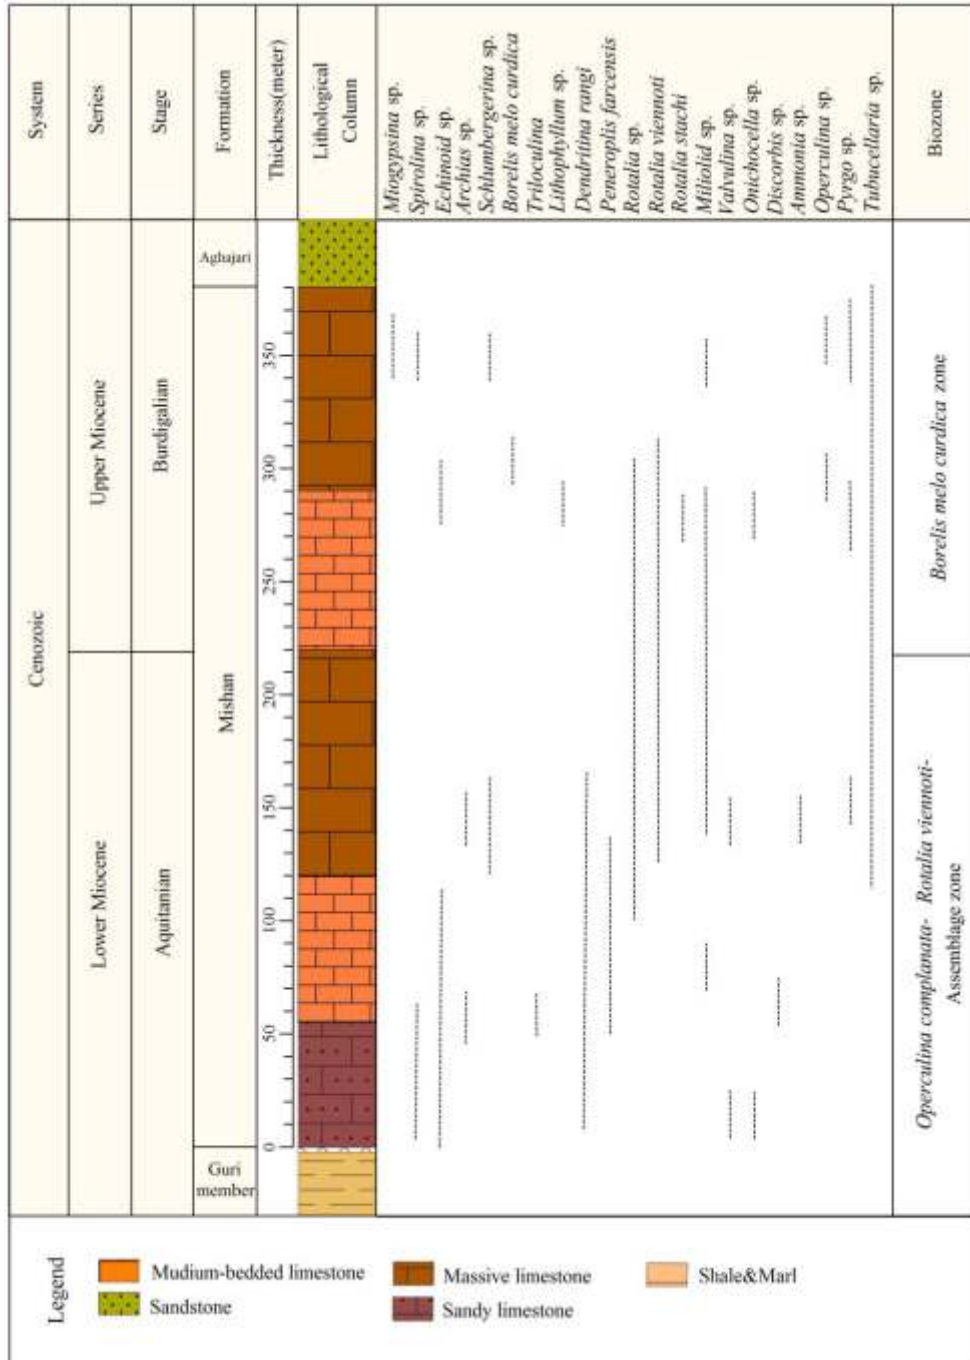 System
Series
Stage
Formation
Thickness(meter)
Lithological
Column
Miogypsina sp.
Spirolina sp.
Echinoid sp.
Archias sp.
Schlumbergerina sp.
Borelis melo curdica
Triloculina
Lithophyllum sp.
Dendritina rangi
Peneroplis farcensis
Rotalia sp.
Rotalia viennoti
Rotalia stachi
Miliolid sp.
Valvulina sp.
Onichocella sp.
Discorbis sp.
Ammonia sp.
Operculina sp.
Pyrgo sp.
Tubucellaria sp.
Biozone
Cenozoic
Upper Miocene
Lower Miocene
Burdigalian
Aquitanian
Aghajari
Mishan
Guri
member
350
300
250
200
150
100
50
0
Borelis melo curdica zone
Operculina complanata- Rotalia viennoti-
Assemblage zone
Legend
Mudium-bedded limestone
Massive limestone
Shale&Marl
Sandstone
Sandy limestone